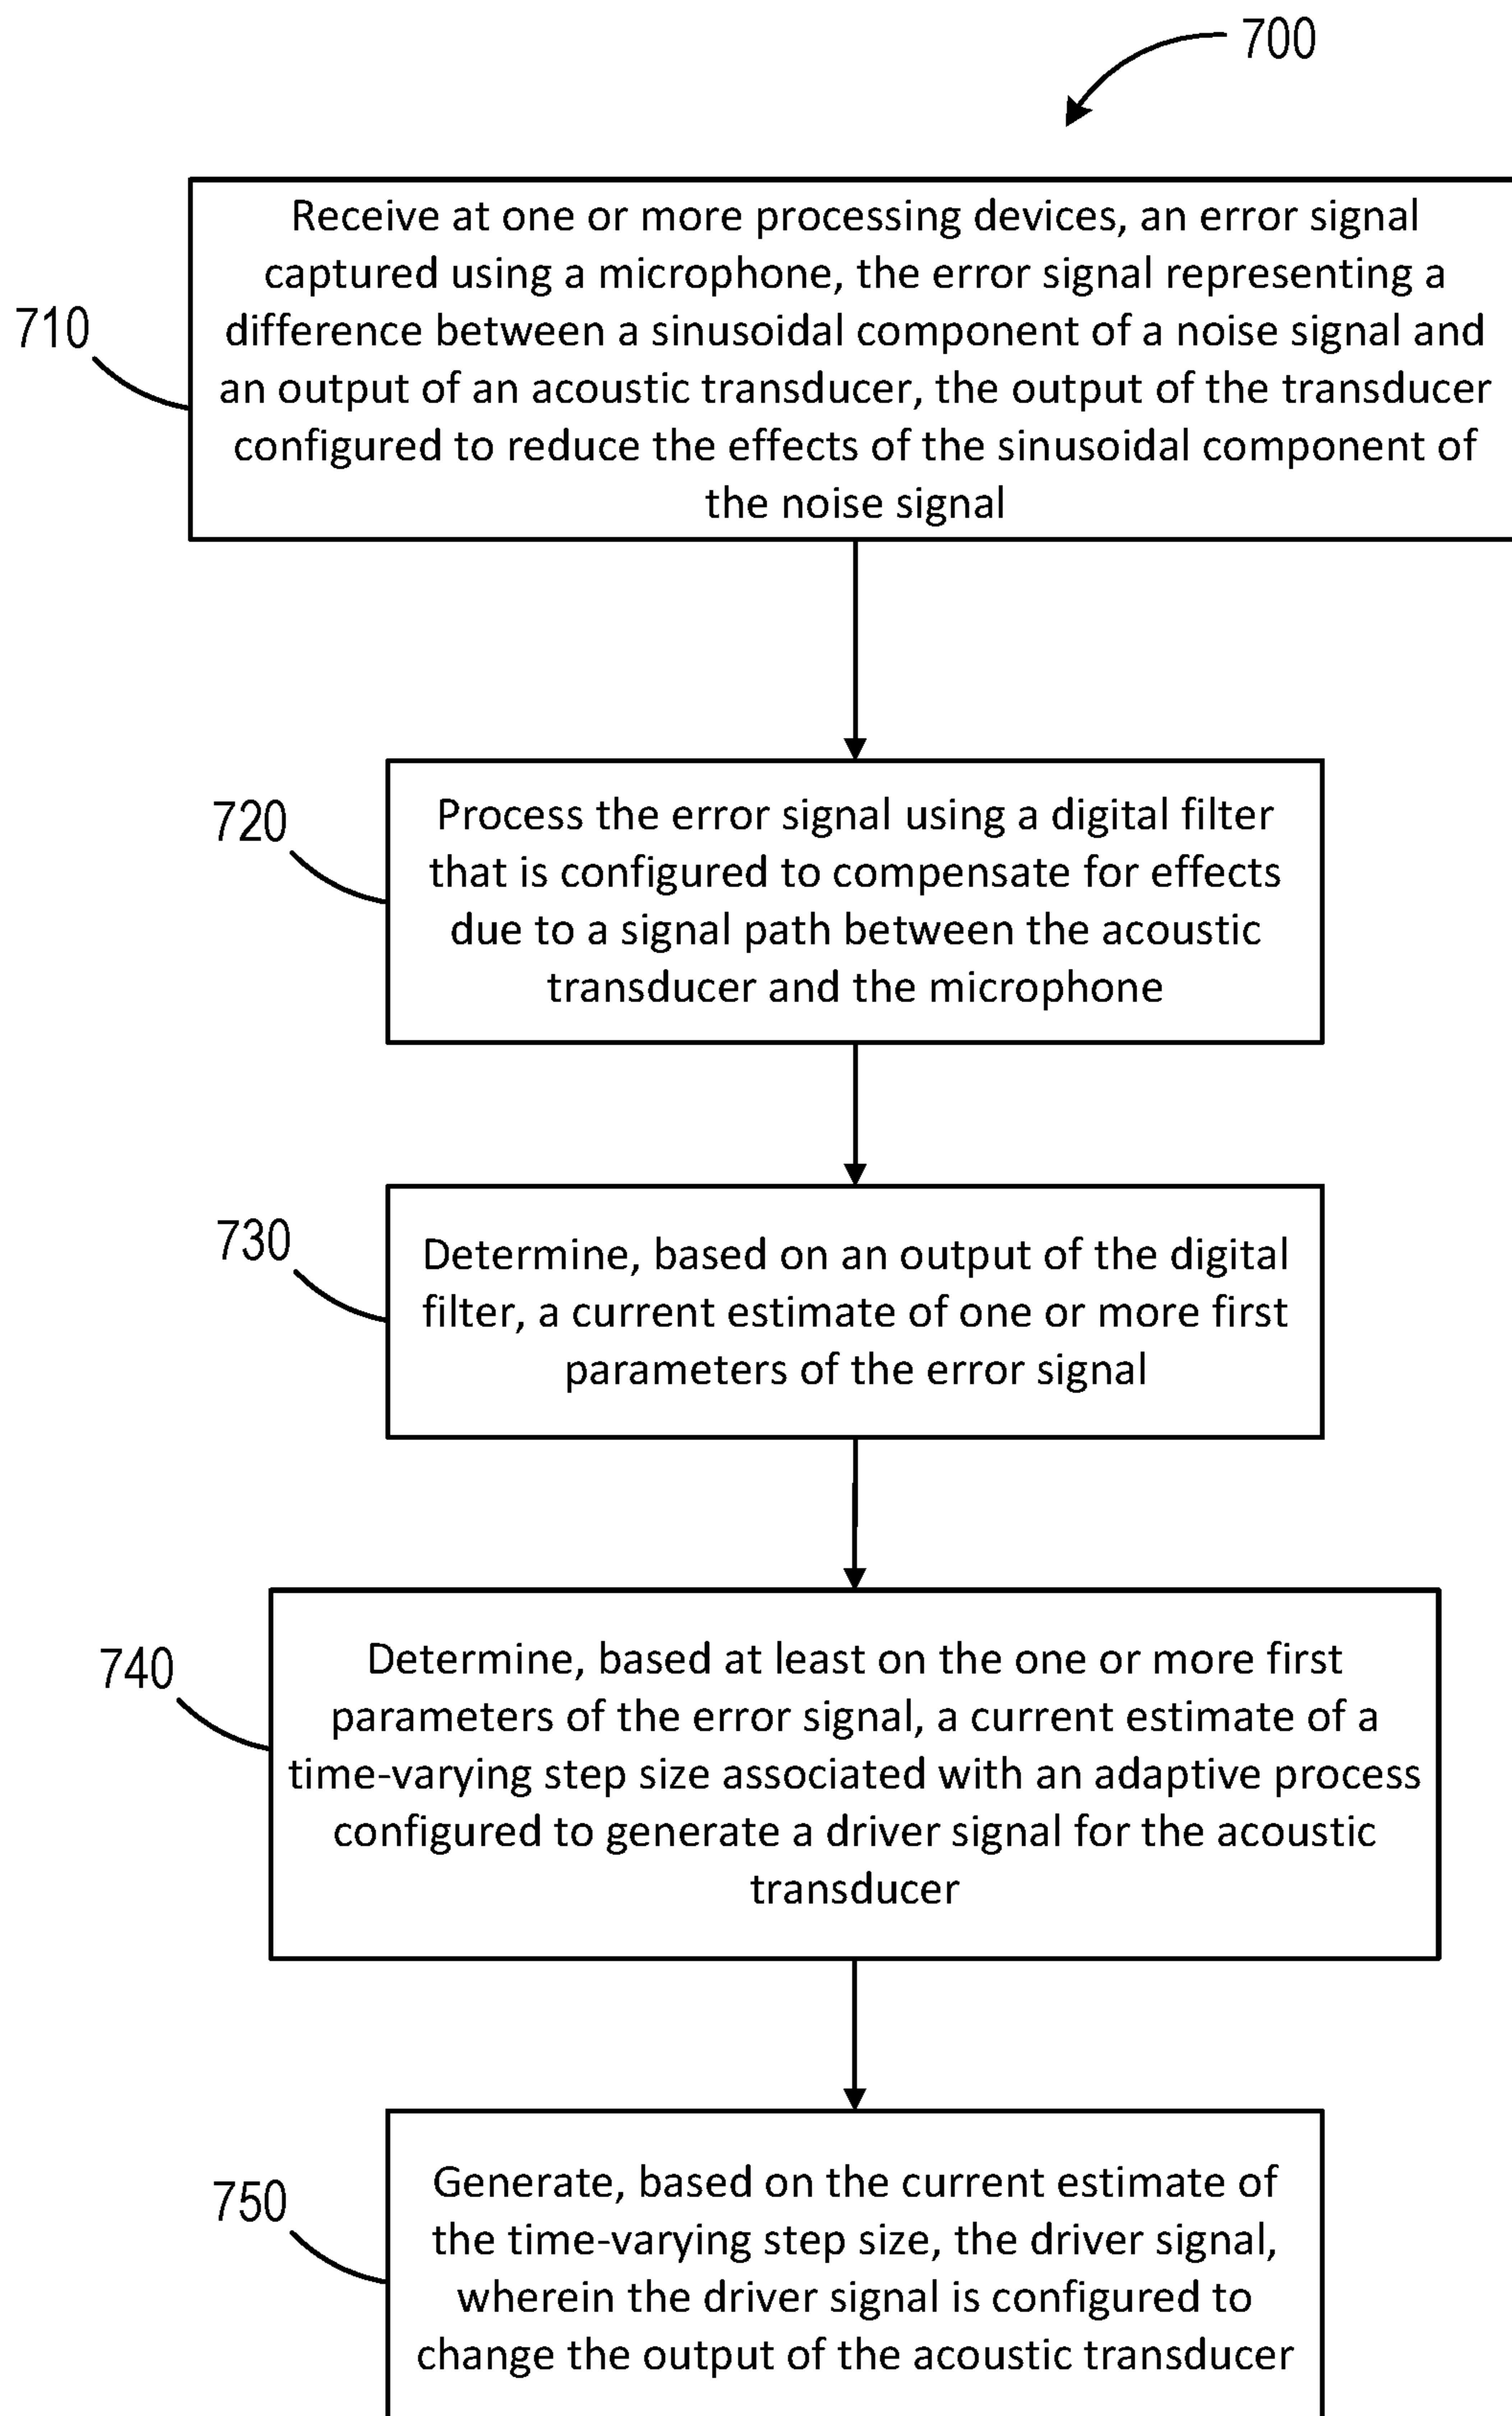 700
Receive at one or more processing devices, an error signal
captured using a microphone, the error signal representing a
difference between a sinusoidal component of a noise signal and
an output of an acoustic transducer, the output of the transducer
configured to reduce the effects of the sinusoidal component of
the noise signal
710
Process the error signal using a digital filter
that is configured to compensate for effects
due to a signal path between the acoustic
transducer and the microphone
720
Determine, based on an output of the digital
filter, a current estimate of one or more first
parameters of the error signal
730
Determine, based at least on the one or more first
parameters of the error signal, a current estimate of a
time-varying step size associated with an adaptive process
configured to generate a driver signal for the acoustic
transducer
740
Generate, based on the current estimate of
the time-varying step size, the driver signal,
wherein the driver signal is configured to
change the output of the acoustic transducer
750